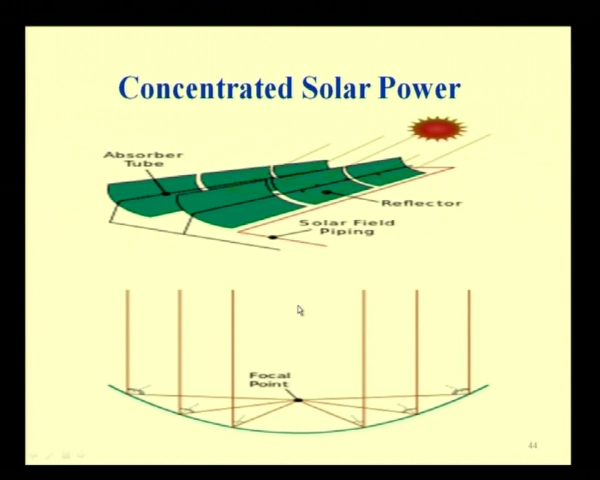 Concentrated Solar Power
Absorber
Tube
Reflector
Solar Field
Piping
Focal
Point
44